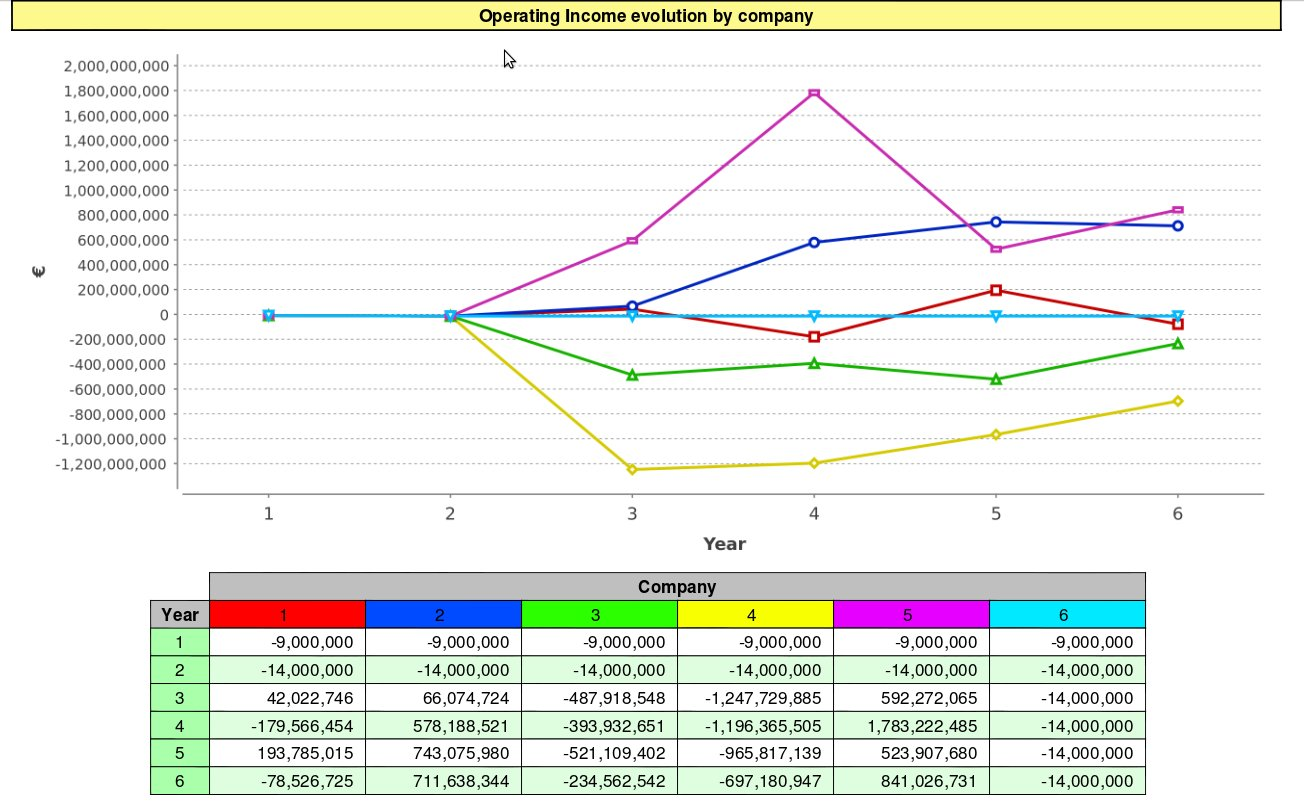 Operating Income evolution by company
2,000,000,000
1,800,000,000
1,600,000,000
1,400,000,000
1,200,000,000
1,000,000,000
800,000,000
600,000,000
400,000,000
200,000,000
0
-200,000,000
-400,000,000
-600,000,000
-800,000,000
-1,000,000,000
-1,200,000,000
€
1 2 3 4 5 6
Year
Company
Year 1 2 3 4 5 6
1 -9,000,000 -9,000,000 -9,000,000 -9,000,000 -9,000,000 -9,000,000
2 -14,000,000 -14,000,000 -14,000,000 -14,000,000 -14,000,000 -14,000,000
3 42,022,746 66,074,724 -487,918,548 -1,247,729,885 592,272,065 -14,000,000
4 -179,566,454 578,188,521 -393,932,651 -1,196,365,505 1,783,222,485 -14,000,000
5 193,785,015 743,075,980 -521,109,402 -965,817,139 523,907,680 -14,000,000
6 -78,526,725 711,638,344 -234,562,542 -697,180,947 841,026,731 -14,000,000